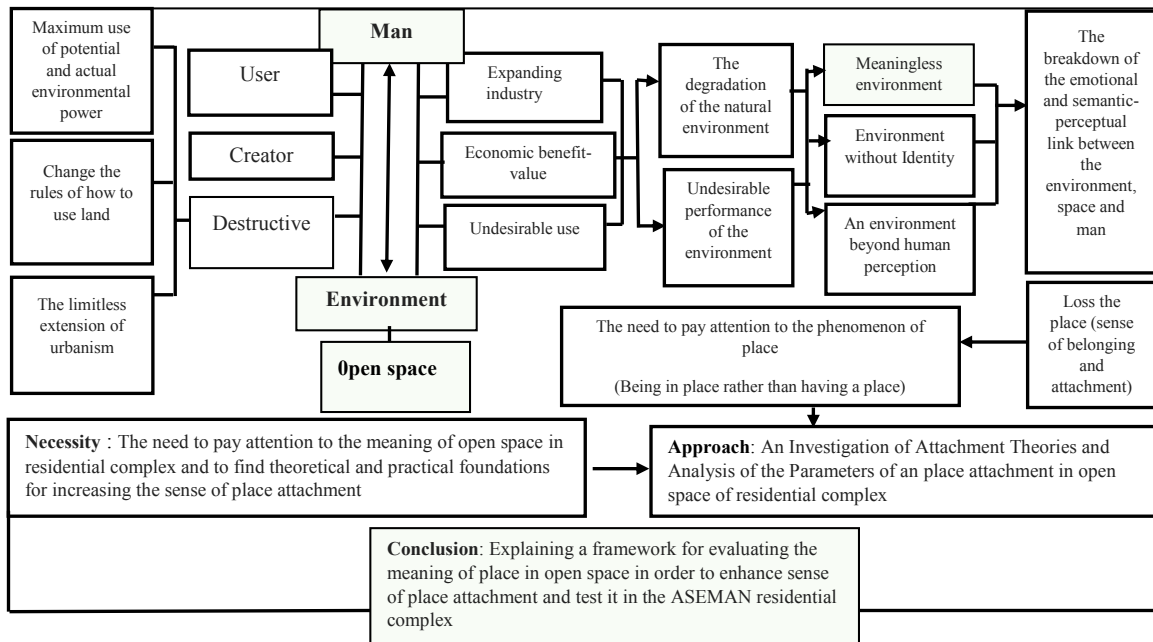 Maximum use
of potential
and actual
environmental
power
Change the
rules of how to
use land
The limitless
extension of
urbanism
User
Creator
Destructive
Man
Environment
0pen space
Expanding
industry
Economic benefit-
value
Undesirable use
The
degradation
of the natural
environment
Undesirable
performance
of the
environment
Meaningless
environment
Environment
without Identity
An environment
beyond human
perception
The
breakdown of
the emotional
and semantic-
perceptual
link between
the
environment,
space and
man
Loss the
place (sense
of belonging
and
attachment)
The need to pay attention to the phenomenon of
place
(Being in place rather than having a place)
Necessity : The need to pay attention to the meaning of open space in
residential complex and to find theoretical and practical foundations
for increasing the sense of place attachment
Approach: An Investigation of Attachment Theories and
Analysis of the Parameters of an place attachment in open
space of residential complex
Conclusion: Explaining a framework for evaluating the
meaning of place in open space in order to enhance sense
of place attachment and test it in the ASEMAN residential
complex